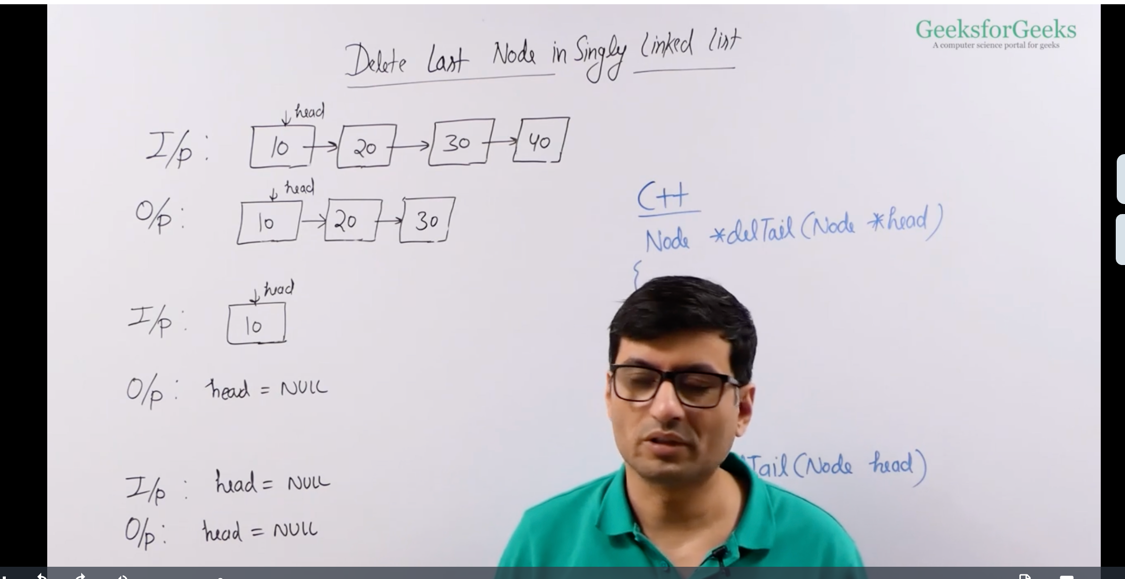 GeeksforGeeks
A computer science portal for geeks
Delete Last Node in Singly Linked List
head
I/p: 10 20 30 40
head
O/p: 10 20 30
C++
Node *delTail(Node *head)
{
head
I/p: 10
O/p: head = NULL
Tail(Node head)
I/p: head = NULL
O/p: head = NULL